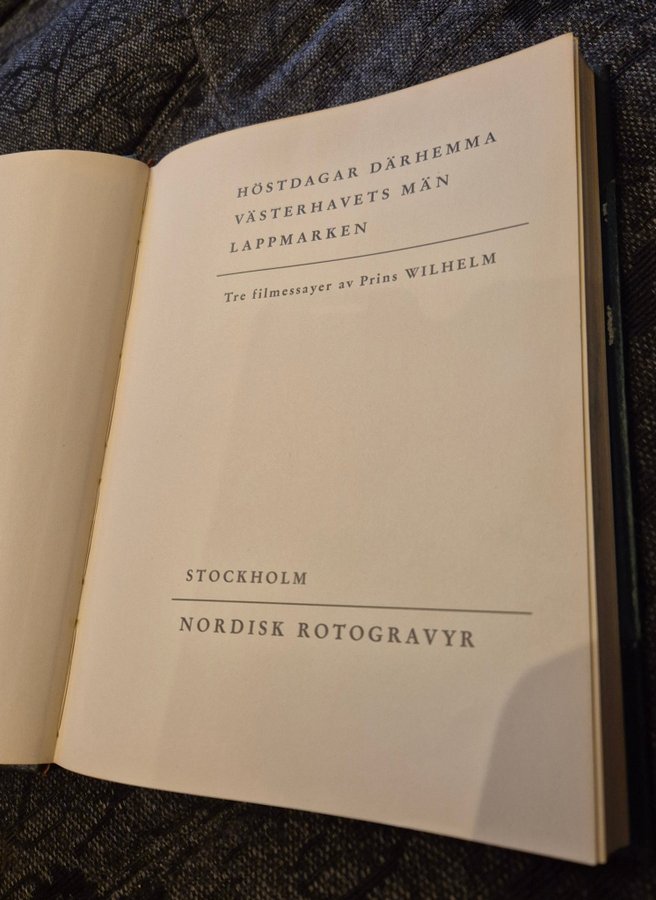 HÖSTDAGAR DÄRHEMMA
VÄSTERHAVETS MÄN
LAPPMARKEN
Tre filmessayer av Prins WILHELM
STOCKHOLM
NORDISK ROTOGRAVYR